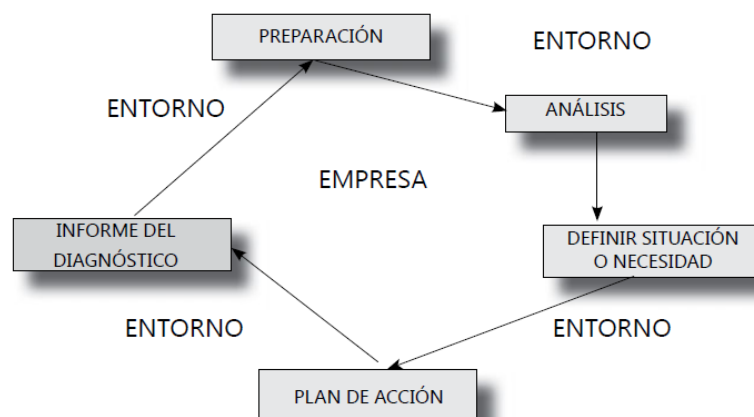 PREPARACIÓN
ENTORNO
ENTORNO
ANÁLISIS
EMPRESA
INFORME DEL
DIAGNÓSTICO
DEFINIR SITUACIÓN
O NECESIDAD
ENTORNO
ENTORNO
PLAN DE ACCIÓN